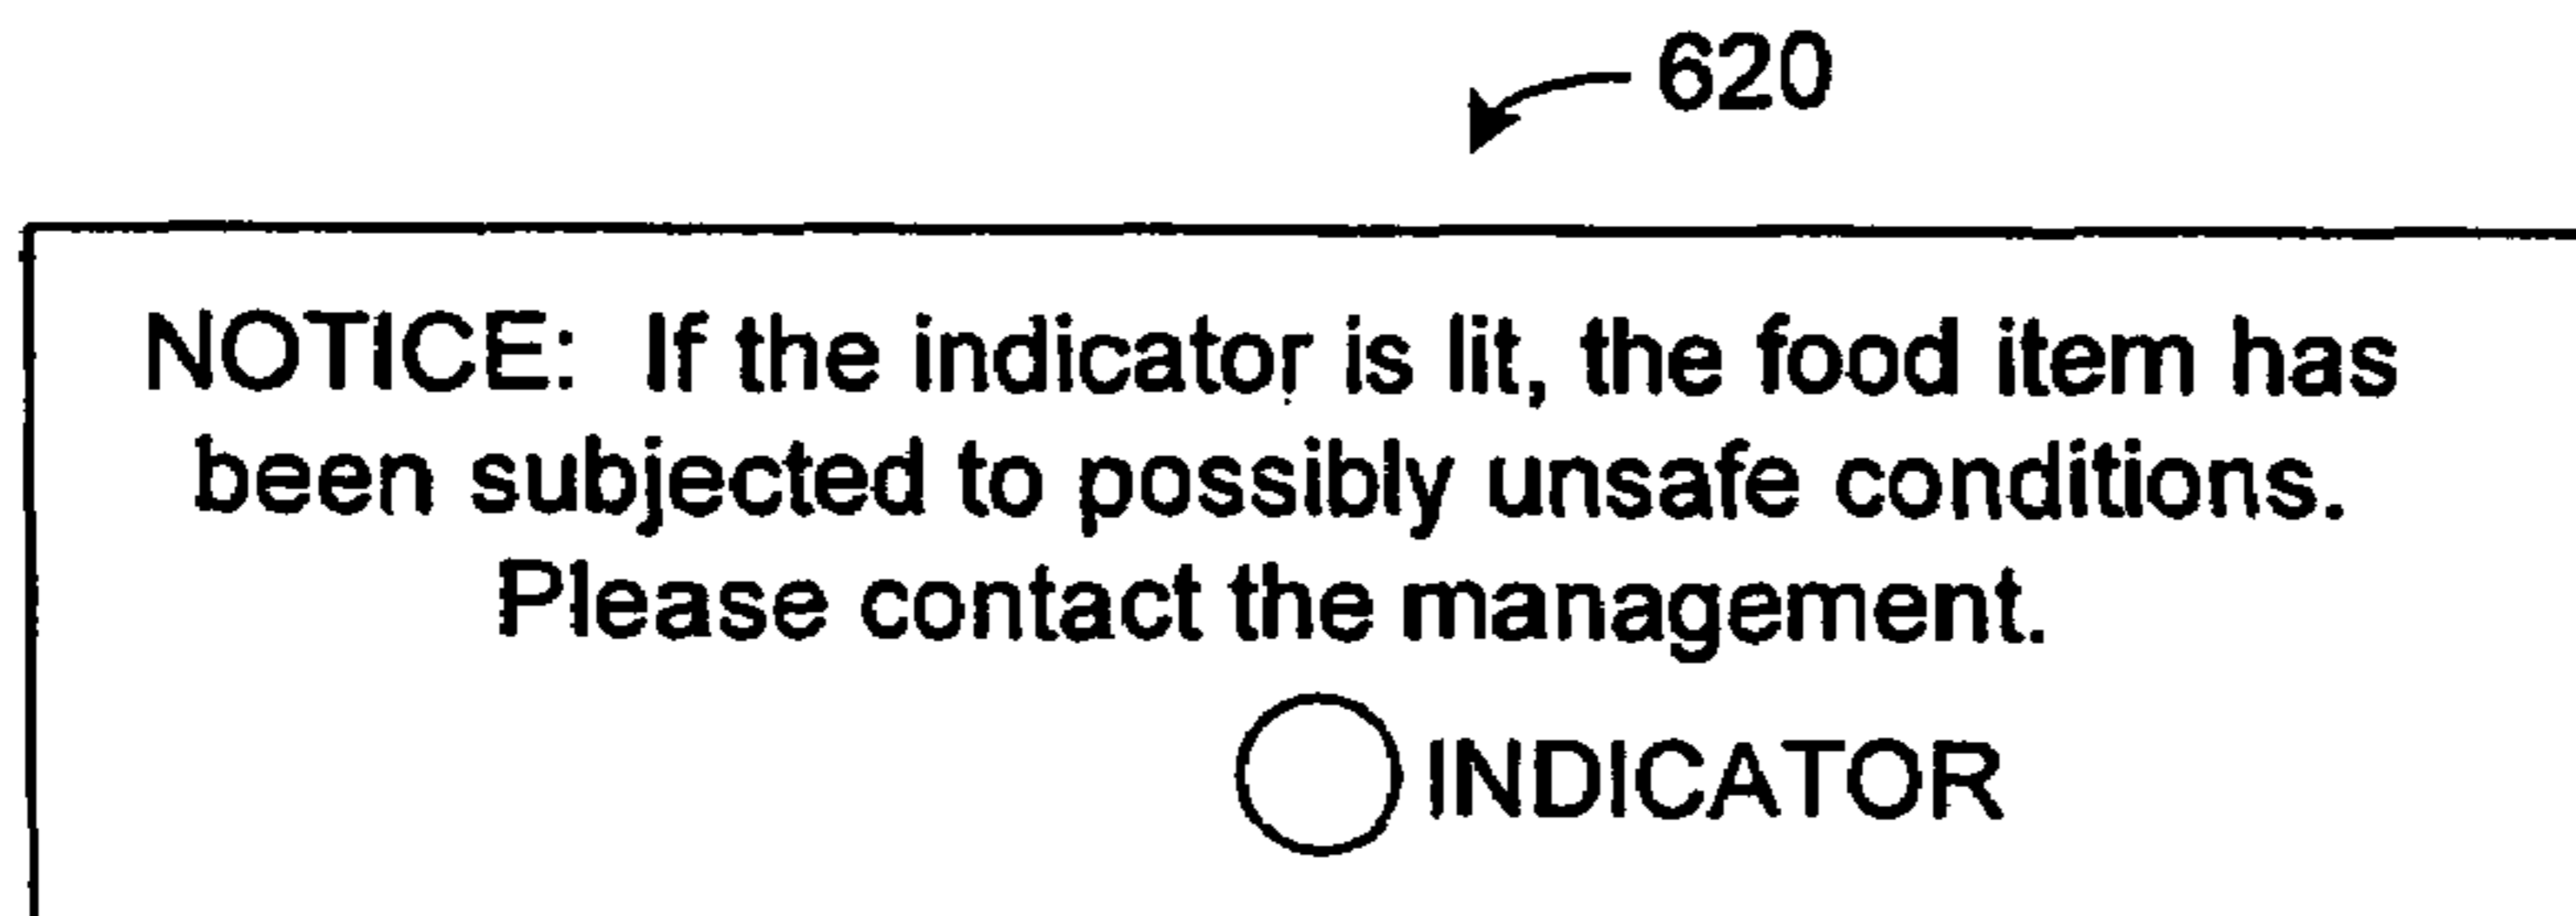 620
NOTICE: If the indicator is lit, the food item has
been subjected to possibly unsafe conditions.
Please contact the management.
INDICATOR